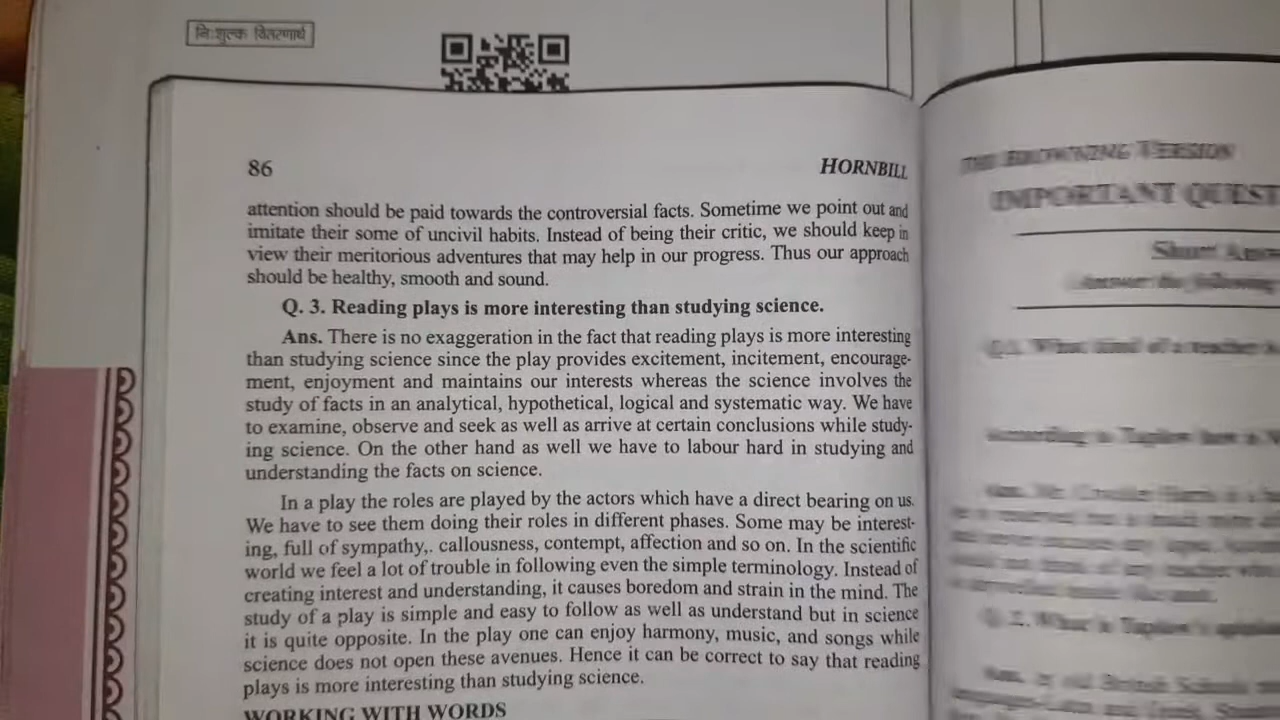 नि:शुल्क वितरणार्थ
86 HORNBILL
attention should be paid towards the controversial facts. Sometime we point out and
imitate their some of uncivil habits. Instead of being their critic, we should keep in
view their meritorious adventures that may help in our progress. Thus our approach
should be healthy, smooth and sound.
Q. 3. Reading plays is more interesting than studying science.
Ans. There is no exaggeration in the fact that reading plays is more interesting
than studying science since the play provides excitement, incitement, encourage-
ment, enjoyment and maintains our interests whereas the science involves the
study of facts in an analytical, hypothetical, logical and systematic way. We have
to examine, observe and seek as well as arrive at certain conclusions while study-
ing science. On the other hand as well we have to labour hard in studying and
understanding the facts on science.
In a play the roles are played by the actors which have a direct bearing on us.
We have to see them doing their roles in different phases. Some may be interest-
ing, full of sympathy,. callousness, contempt, affection and so on. In the scientific
world we feel a lot of trouble in following even the simple terminology. Instead of
creating interest and understanding, it causes boredom and strain in the mind. The
study of a play is simple and easy to follow as well as understand but in science
it is quite opposite. In the play one can enjoy harmony, music, and songs while
science does not open these avenues. Hence it can be correct to say that reading
plays is more interesting than studying science.
WORKING WITH WORDS
THE BROWNING VERSION
IMPORTANT QUEST